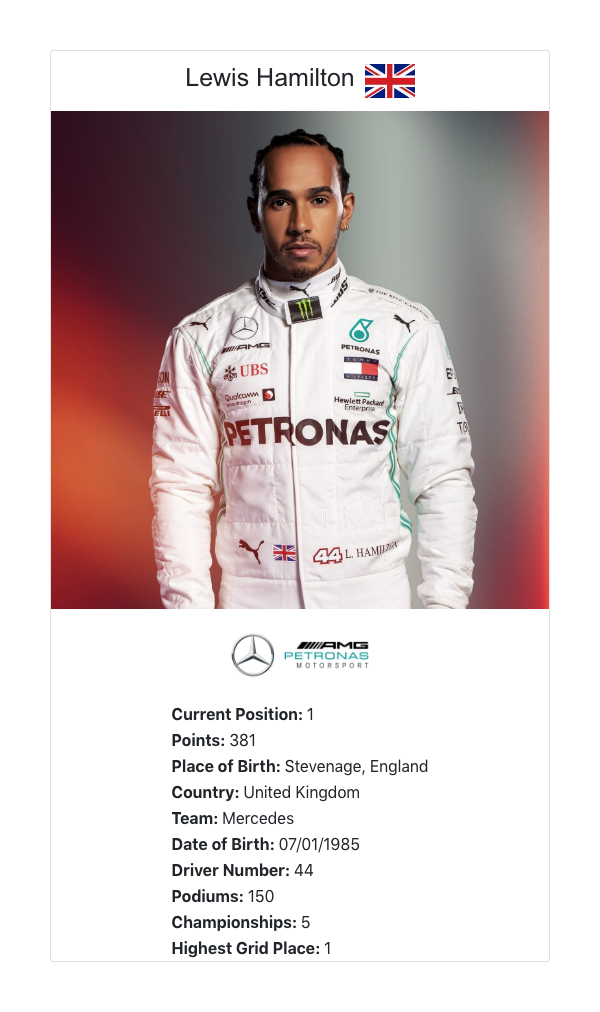 Lewis Hamilton
PETRONAS
AMG
TOMMY
HILFIGER
UBS
Qualcomm
snapdragon
Hewlett Packard
Enterprise
PETRONAS
44 L. HAMILTON
AMG
PETRONAS
MOTORSPORT
Current Position: 1
Points: 381
Place of Birth: Stevenage, England
Country: United Kingdom
Team: Mercedes
Date of Birth: 07/01/1985
Driver Number: 44
Podiums: 150
Championships: 5
Highest Grid Place: 1